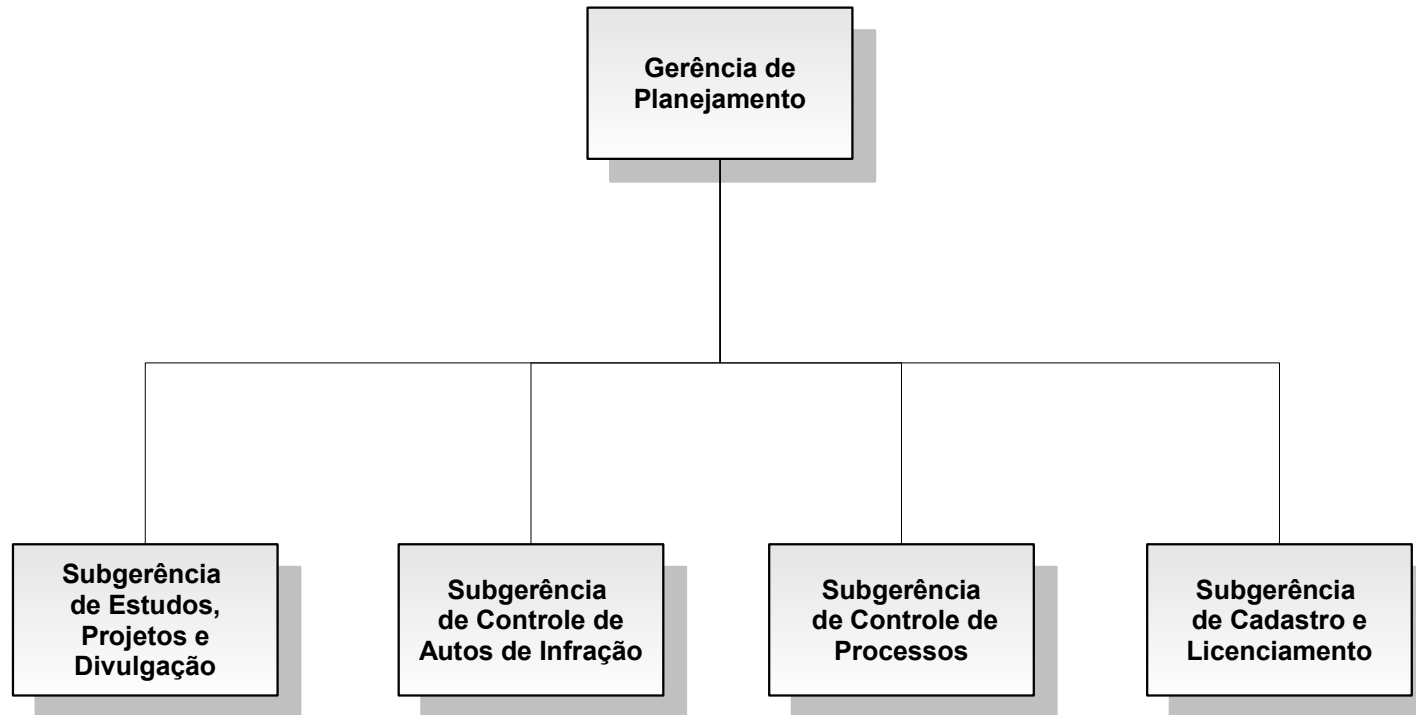 Gerência de
Planejamento
Subgerência
de Estudos,
Projetos e
Divulgação
Subgerência
de Controle de
Autos de Infração
Subgerência
de Controle de
Processos
Subgerência
de Cadastro e
Licenciamento